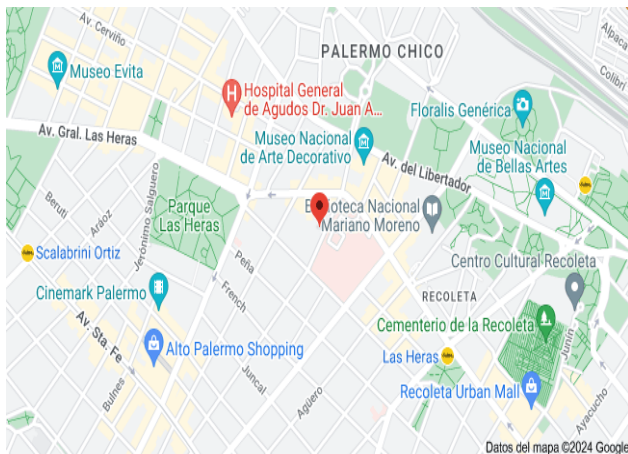 Av. Cerviño
PALERMO CHICO
Alpaca
Colibrí
Museo Evita
Hospital General
de Agudos Dr. Juan A...
Floralis Genérica
Av. Gral. Las Heras
Museo Nacional
de Arte Decorativo
Av. del Libertador
Museo Nacional
de Bellas Artes
Beruti
Aráoz
Jerónimo Salguero
Parque
Las Heras
Biblioteca Nacional
Mariano Moreno
Scalabrini Ortiz
Peña
Centro Cultural Recoleta
Cinemark Palermo
French
RECOLETA
Av. Sta. Fe
Cementerio de la Recoleta
Junín
Alto Palermo Shopping
Las Heras
Juncal
Agüero
Bulnes
Recoleta Urban Mall
Ayacucho
Datos del mapa ©2024 Google